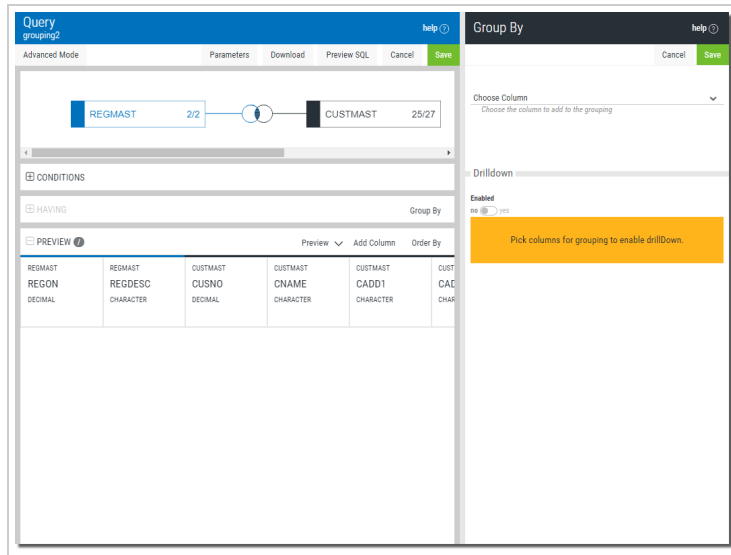 Query
grouping2
help ?
Advanced Mode Parameters Download Preview SQL Cancel Save
REGMAST 2/2
CUSTMAST 25/27
CONDITIONS
HAVING Group By
PREVIEW Preview Add Column Order By
REGMAST REGMAST CUSTMAST CUSTMAST CUSTMAST CUST
REGON REGDESC CUSNO CNAME CADD1 CAD
DECIMAL CHARACTER DECIMAL CHARACTER CHARACTER CHAR
Group By help ?
Cancel Save
Choose Column
Choose the column to add to the grouping
Drilldown
Enabled
no yes
Pick columns for grouping to enable drillDown.